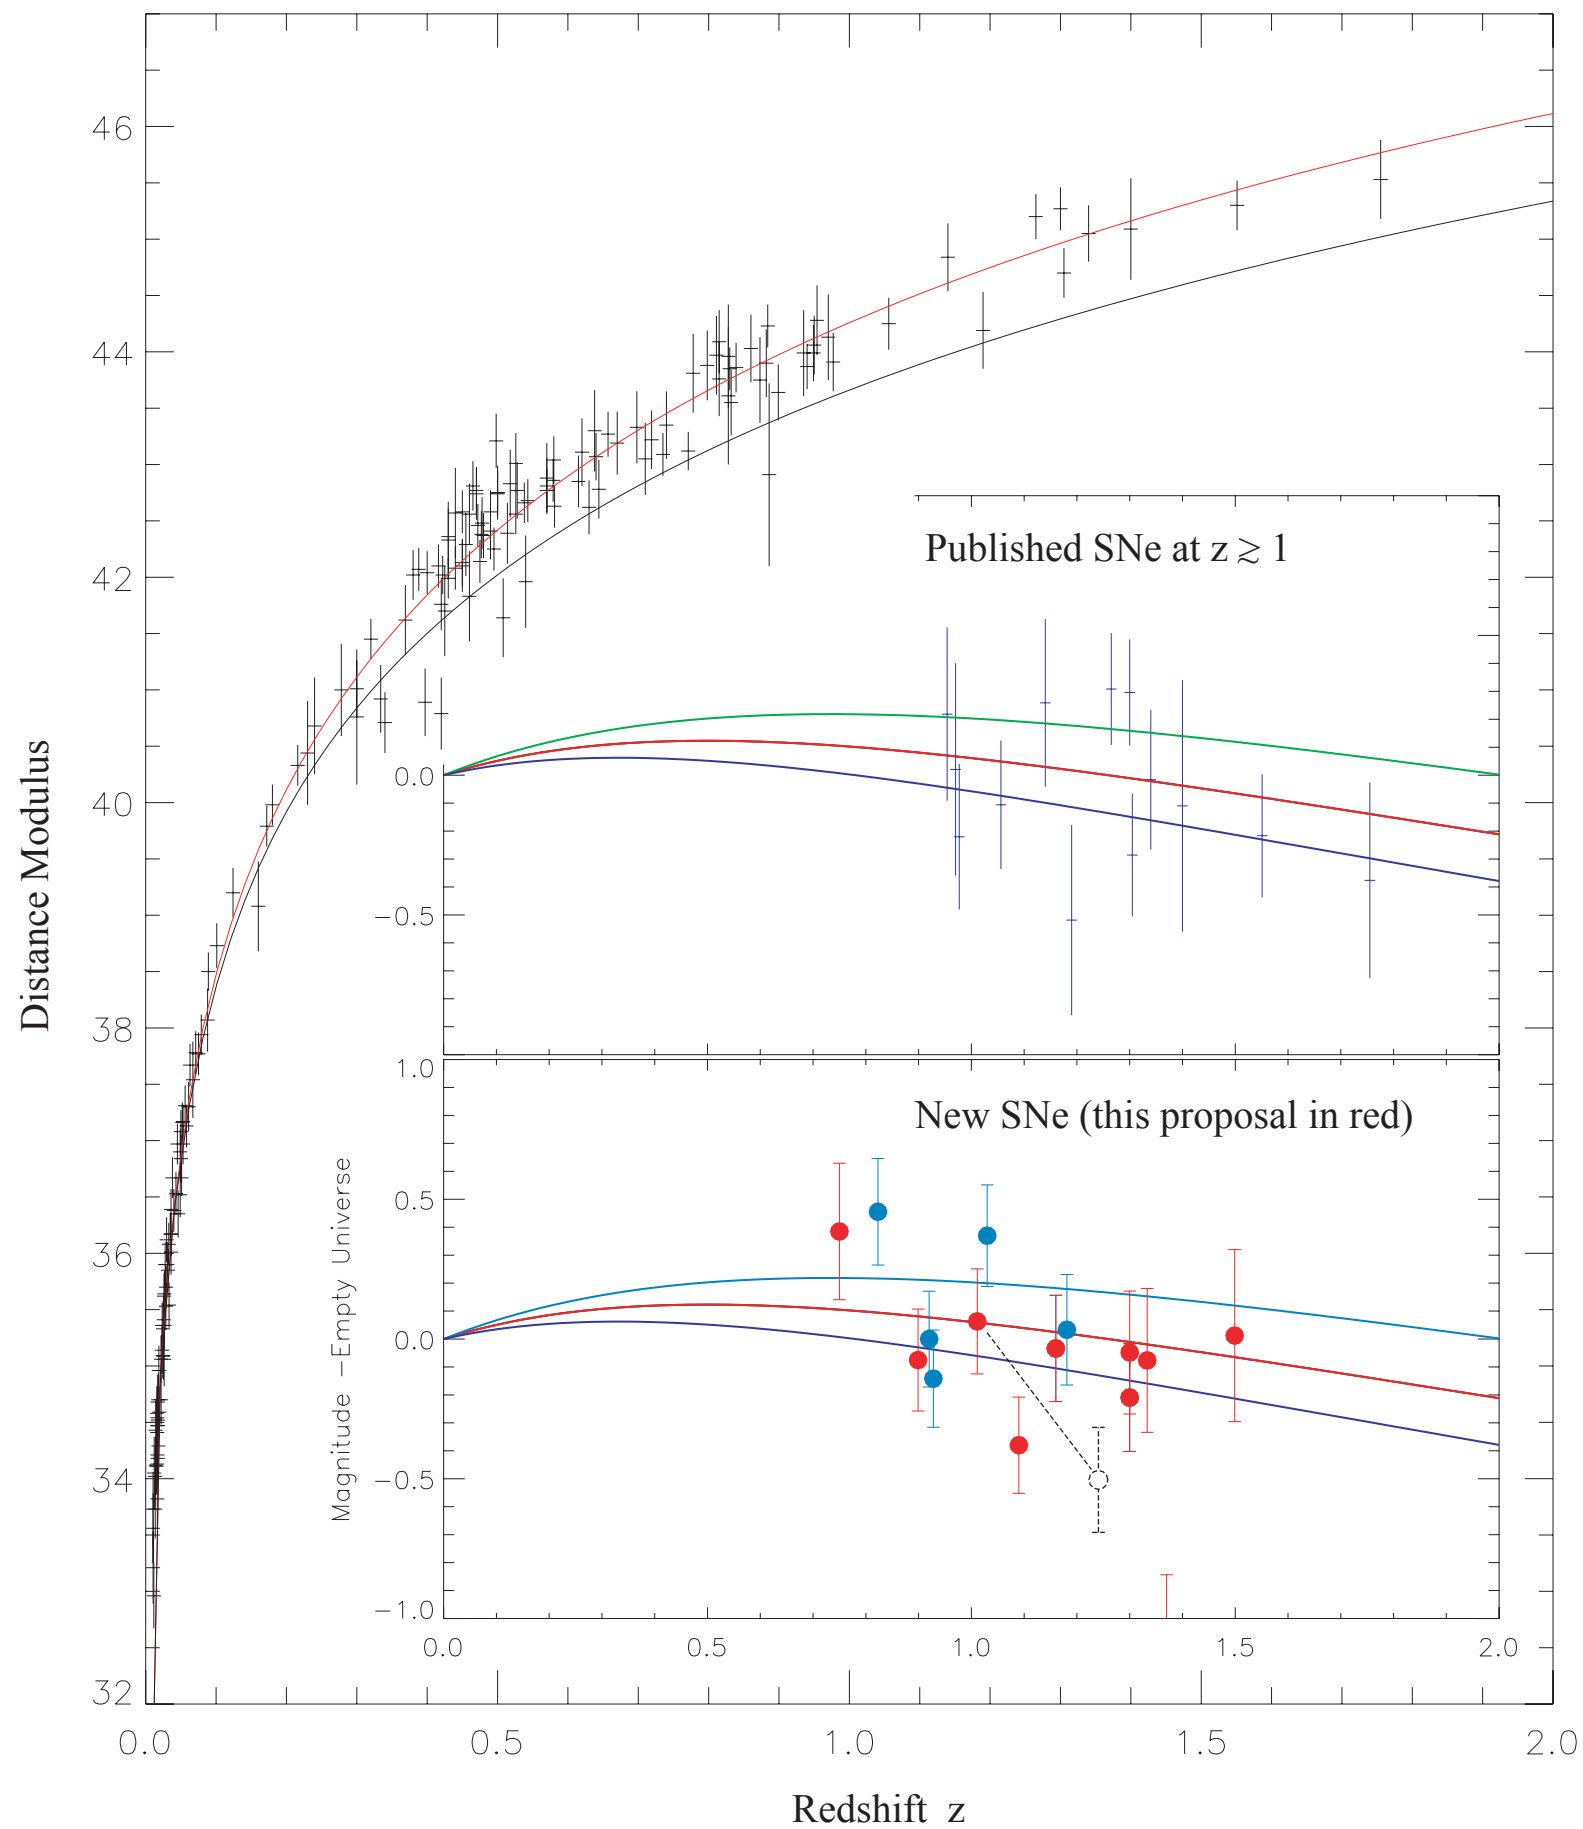 46
44
42
40
38
36
34
32
Distance Modulus
Published SNe at z ≳ 1
0.0
−0.5
1.0
New SNe (this proposal in red)
0.5
0.0
−0.5
−1.0
Magnitude −Empty Universe
0.0 0.5 1.0 1.5 2.0
0.0 0.5 1.0 1.5 2.0
Redshift z